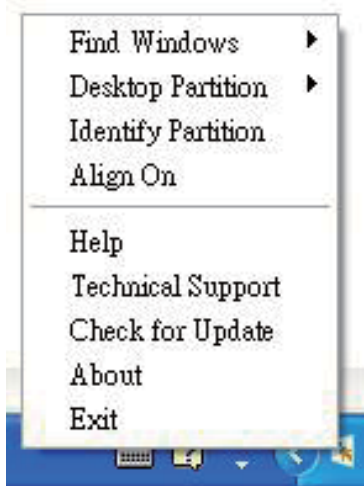 Find Windows
Desktop Partition
Identify Partition
Align On
Help
Technical Support
Check for Update
About
Exit